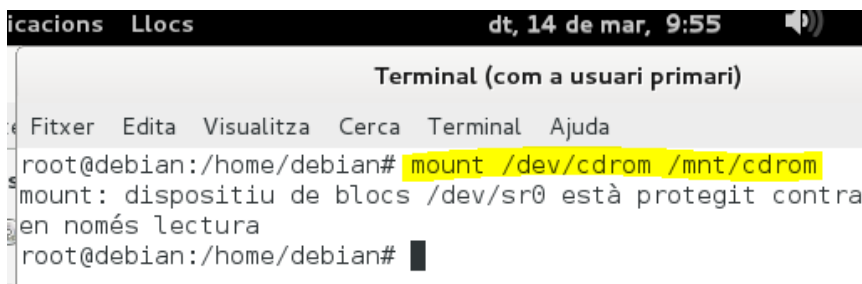 icacions Llocs dt, 14 de mar, 9:55
Terminal (com a usuari primari)
Fitxer Edita Visualitza Cerca Terminal Ajuda
root@debian:/home/debian# mount /dev/cdrom /mnt/cdrom
mount: dispositiu de blocs /dev/sr0 està protegit contra
en només lectura
root@debian:/home/debian#